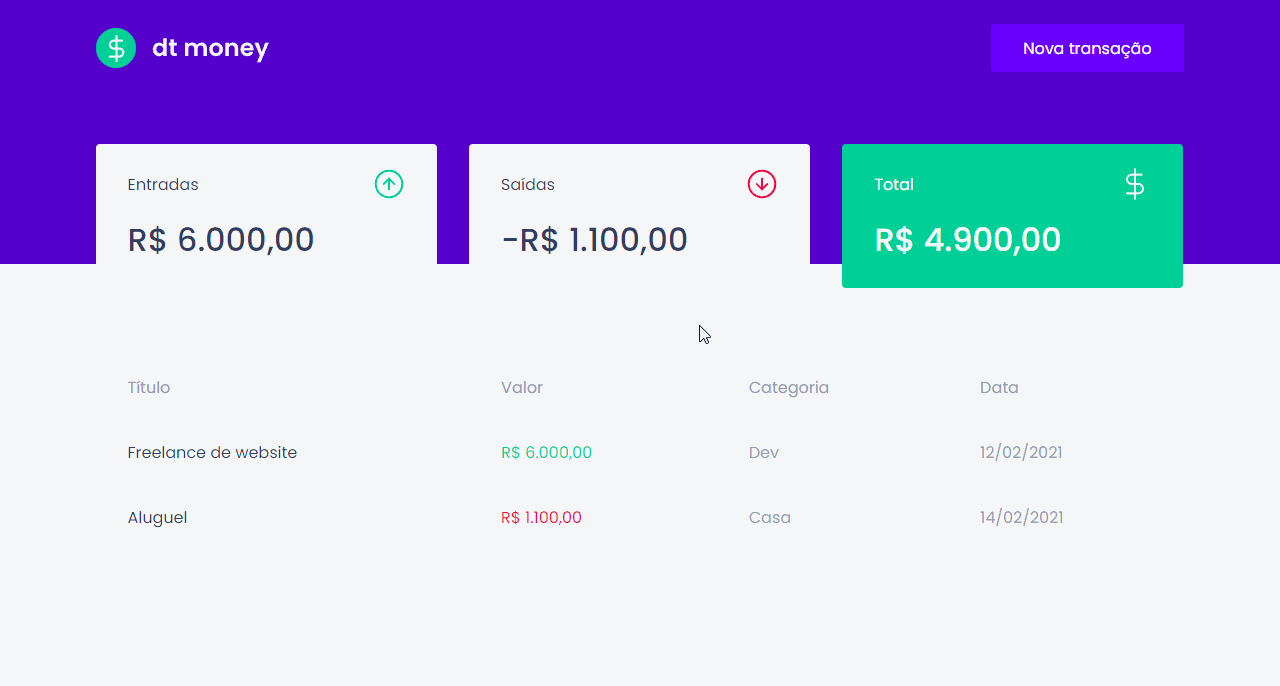 dt money
Nova transação
Entradas
Saídas
Total
R$ 6.000,00
-R$ 1.100,00
R$ 4.900,00
Título Valor Categoria Data
Freelance de website R$ 6.000,00 Dev 12/02/2021
Aluguel R$ 1.100,00 Casa 14/02/2021